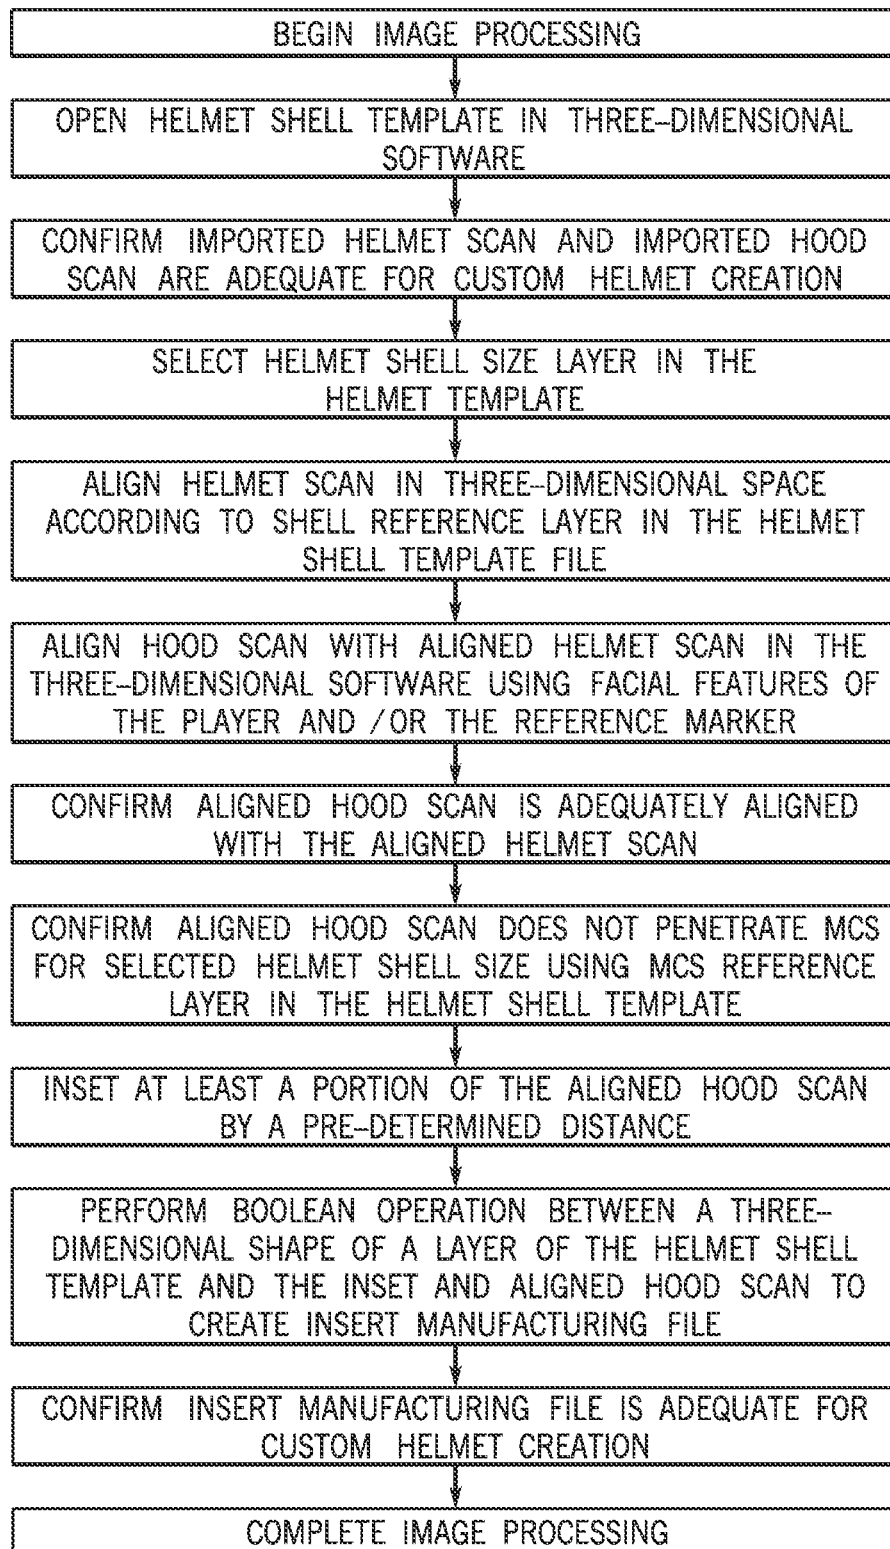 BEGIN IMAGE PROCESSING
OPEN HELMET SHELL TEMPLATE IN THREE-DIMENSIONAL
SOFTWARE
CONFIRM IMPORTED HELMET SCAN AND IMPORTED HOOD
SCAN ARE ADEQUATE FOR CUSTOM HELMET CREATION
SELECT HELMET SHELL SIZE LAYER IN THE
HELMET TEMPLATE
ALIGN HELMET SCAN IN THREE-DIMENSIONAL SPACE
ACCORDING TO SHELL REFERENCE LAYER IN THE HELMET
SHELL TEMPLATE FILE
ALIGN HOOD SCAN WITH ALIGNED HELMET SCAN IN THE
THREE-DIMENSIONAL SOFTWARE USING FACIAL FEATURES OF
THE PLAYER AND /OR THE REFERENCE MARKER
CONFIRM ALIGNED HOOD SCAN IS ADEQUATELY ALIGNED
WITH THE ALIGNED HELMET SCAN
CONFIRM ALIGNED HOOD SCAN DOES NOT PENETRATE MCS
FOR SELECTED HELMET SHELL SIZE USING MCS REFERENCE
LAYER IN THE HELMET SHELL TEMPLATE
INSET AT LEAST A PORTION OF THE ALIGNED HOOD SCAN
BY A PRE-DETERMINED DISTANCE
PERFORM BOOLEAN OPERATION BETWEEN A THREE-
DIMENSIONAL SHAPE OF A LAYER OF THE HELMET SHELL
TEMPLATE AND THE INSET AND ALIGNED HOOD SCAN TO
CREATE INSERT MANUFACTURING FILE
CONFIRM INSERT MANUFACTURING FILE IS ADEQUATE FOR
CUSTOM HELMET CREATION
COMPLETE IMAGE PROCESSING